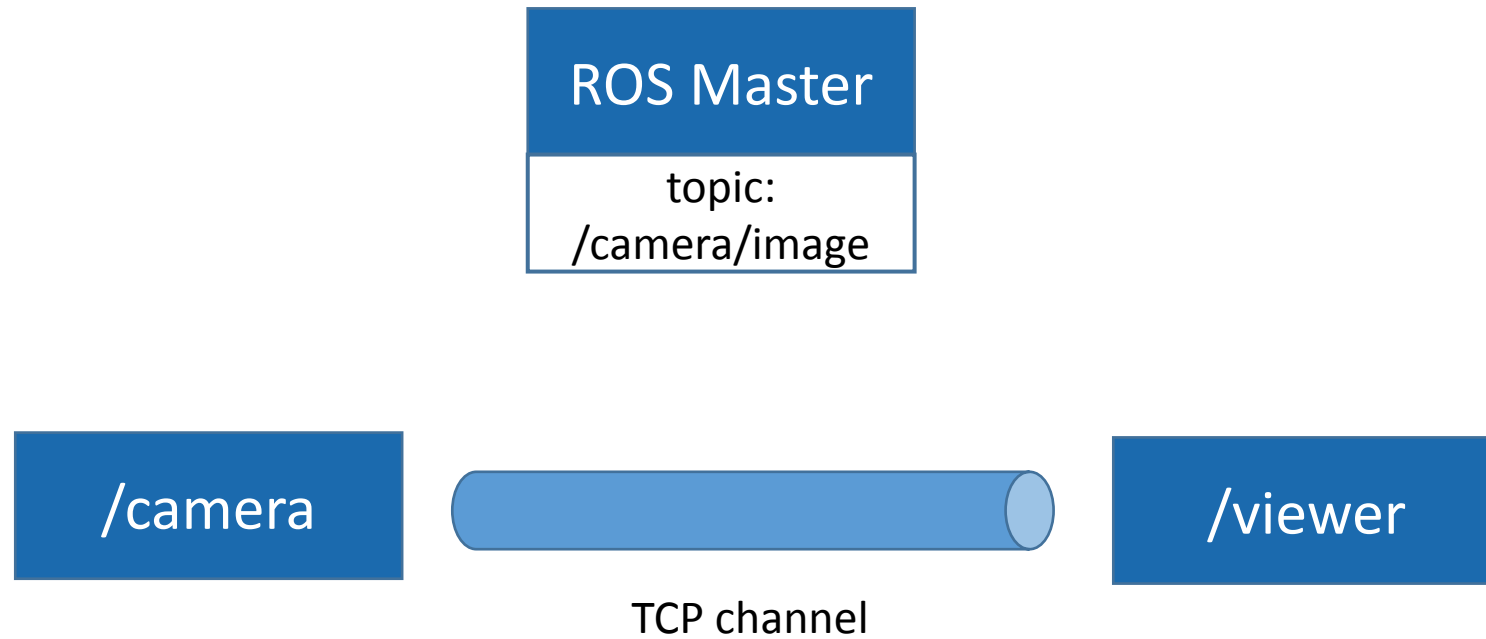 ROS Master
topic:
/camera/image
/camera
/viewer
TCP channel